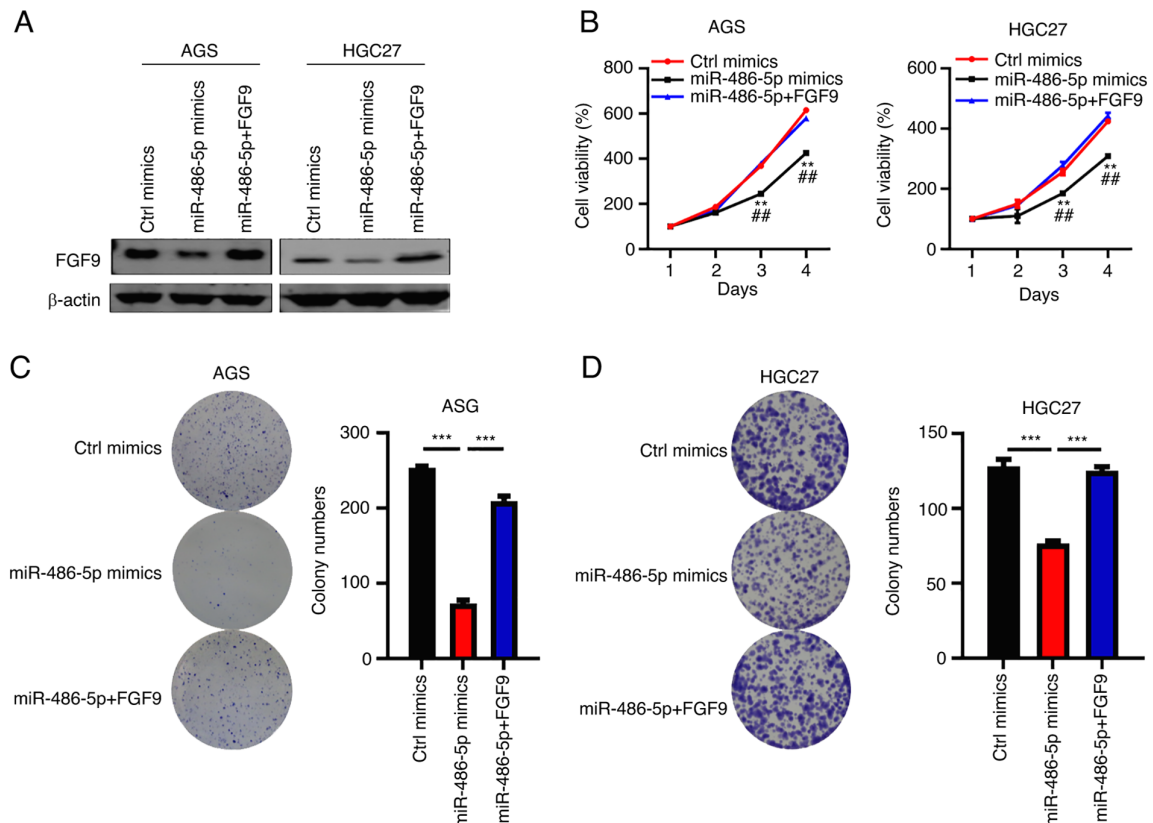 A
AGS
HGC27
Ctrl mimics
miR-486-5p mimics
miR-486-5p+FGF9
Ctrl mimics
miR-486-5p mimics
miR-486-5p+FGF9
FGF9
β-actin
B
AGS
Ctrl mimics
miR-486-5p mimics
miR-486-5p+FGF9
Cell viability (%)
800
600
400
200
0
**
##
**
##
1 2 3 4
Days
HGC27
Ctrl mimics
miR-486-5p mimics
miR-486-5p+FGF9
Cell viability (%)
600
400
200
0
**
##
**
##
1 2 3 4
Days
C
AGS
Ctrl mimics
miR-486-5p mimics
miR-486-5p+FGF9
ASG
Colony numbers
300
200
100
0
*** ***
Ctrl mimics
miR-486-5p mimics
miR-486-5p+FGF9
D
HGC27
Ctrl mimics
miR-486-5p mimics
miR-486-5p+FGF9
HGC27
Colony numbers
150
100
50
0
*** ***
Ctrl mimics
miR-486-5p mimics
miR-486-5p+FGF9